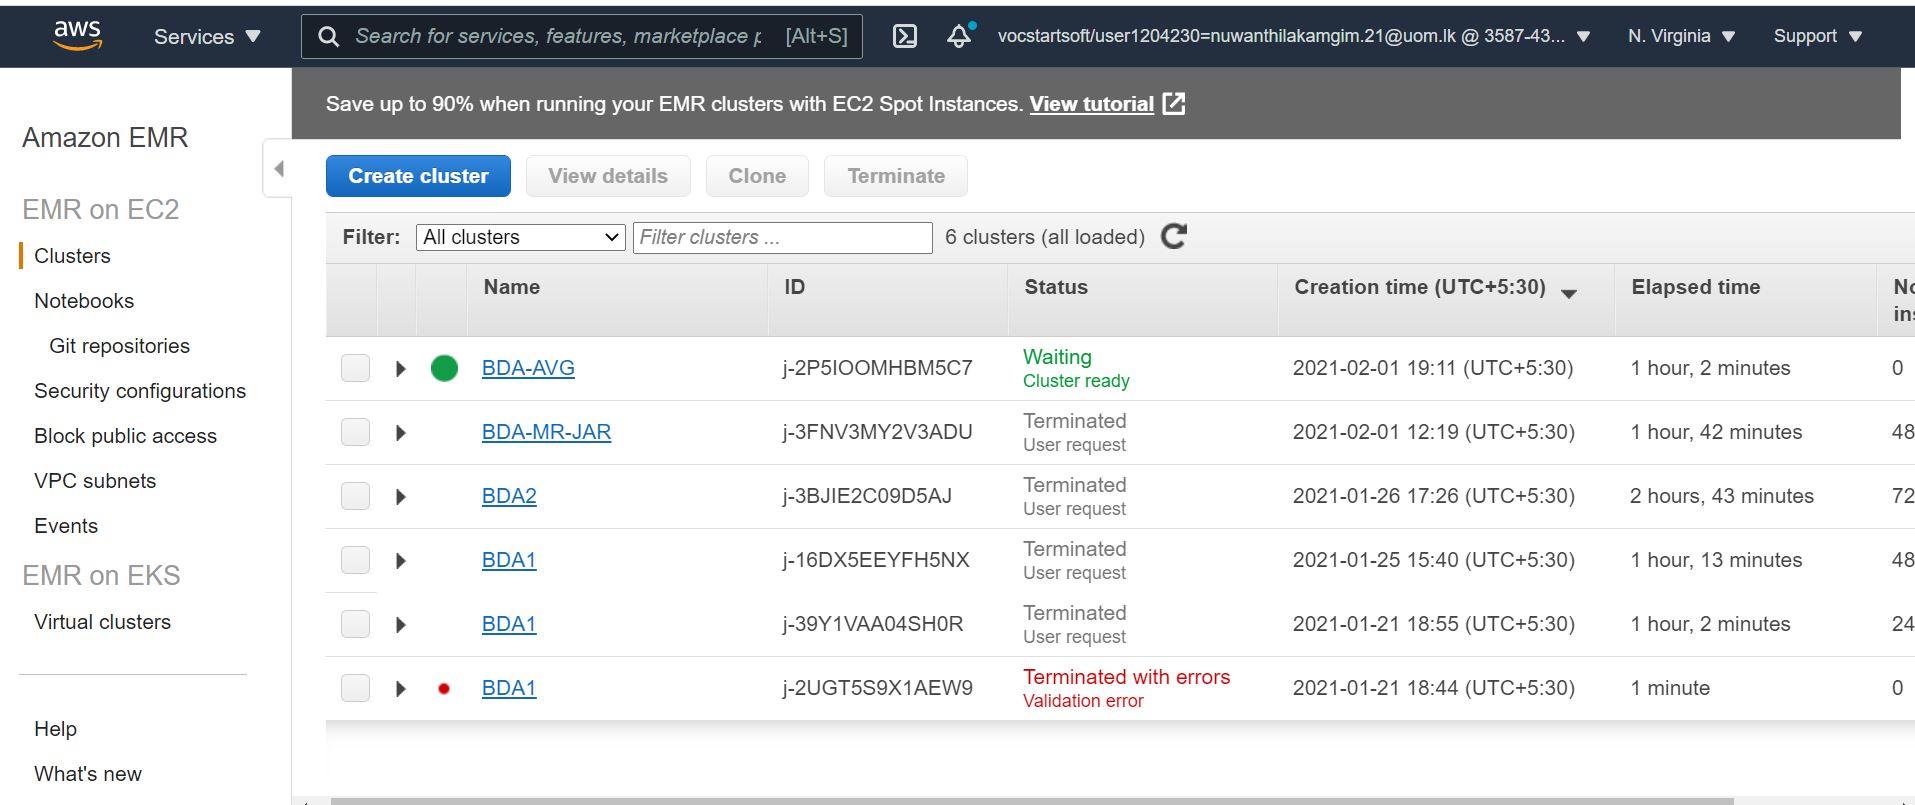 aws
Services
Search for services, features, marketplace p [Alt+S]
vocstartsoft/user1204230=nuwanthilakamgim.21@uom.lk @ 3587-43...
N. Virginia
Support
Amazon EMR
EMR on EC2
Clusters
Notebooks
Git repositories
Security configurations
Block public access
VPC subnets
Events
EMR on EKS
Virtual clusters
Help
What's new
Save up to 90% when running your EMR clusters with EC2 Spot Instances. View tutorial
Create cluster
View details
Clone
Terminate
Filter: All clusters Filter clusters ... 6 clusters (all loaded)
Name ID Status Creation time (UTC+5:30) Elapsed time
BDA-AVG j-2P5IOOMHBM5C7 Waiting 2021-02-01 19:11 (UTC+5:30) 1 hour, 2 minutes 0
Cluster ready
BDA-MR-JAR j-3FNV3MY2V3ADU Terminated 2021-02-01 12:19 (UTC+5:30) 1 hour, 42 minutes 48
User request
BDA2 j-3BJIE2C09D5AJ Terminated 2021-01-26 17:26 (UTC+5:30) 2 hours, 43 minutes 72
User request
BDA1 j-16DX5EEYFH5NX Terminated 2021-01-25 15:40 (UTC+5:30) 1 hour, 13 minutes 48
User request
BDA1 j-39Y1VAA04SH0R Terminated 2021-01-21 18:55 (UTC+5:30) 1 hour, 2 minutes 24
User request
BDA1 j-2UGT5S9X1AEW9 Terminated with errors 2021-01-21 18:44 (UTC+5:30) 1 minute 0
Validation error